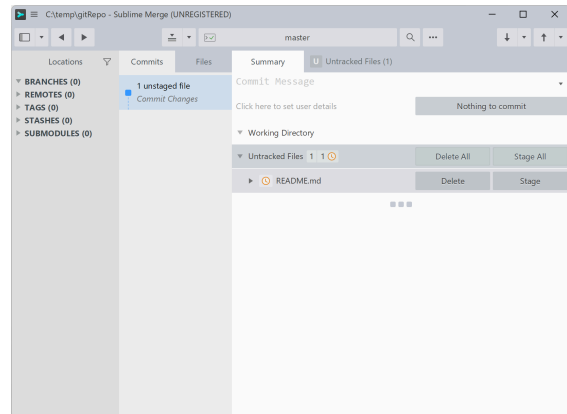 C:\temp\gitRepo - Sublime Merge (UNREGISTERED)
master
Locations
Commits
Files
Summary
U Untracked Files (1)
BRANCHES (0)
REMOTES (0)
TAGS (0)
STASHES (0)
SUBMODULES (0)
1 unstaged file
Commit Changes
Commit Message
Click here to set user details
Nothing to commit
Working Directory
Untracked Files 1 1
Delete All
Stage All
README.md
Delete
Stage